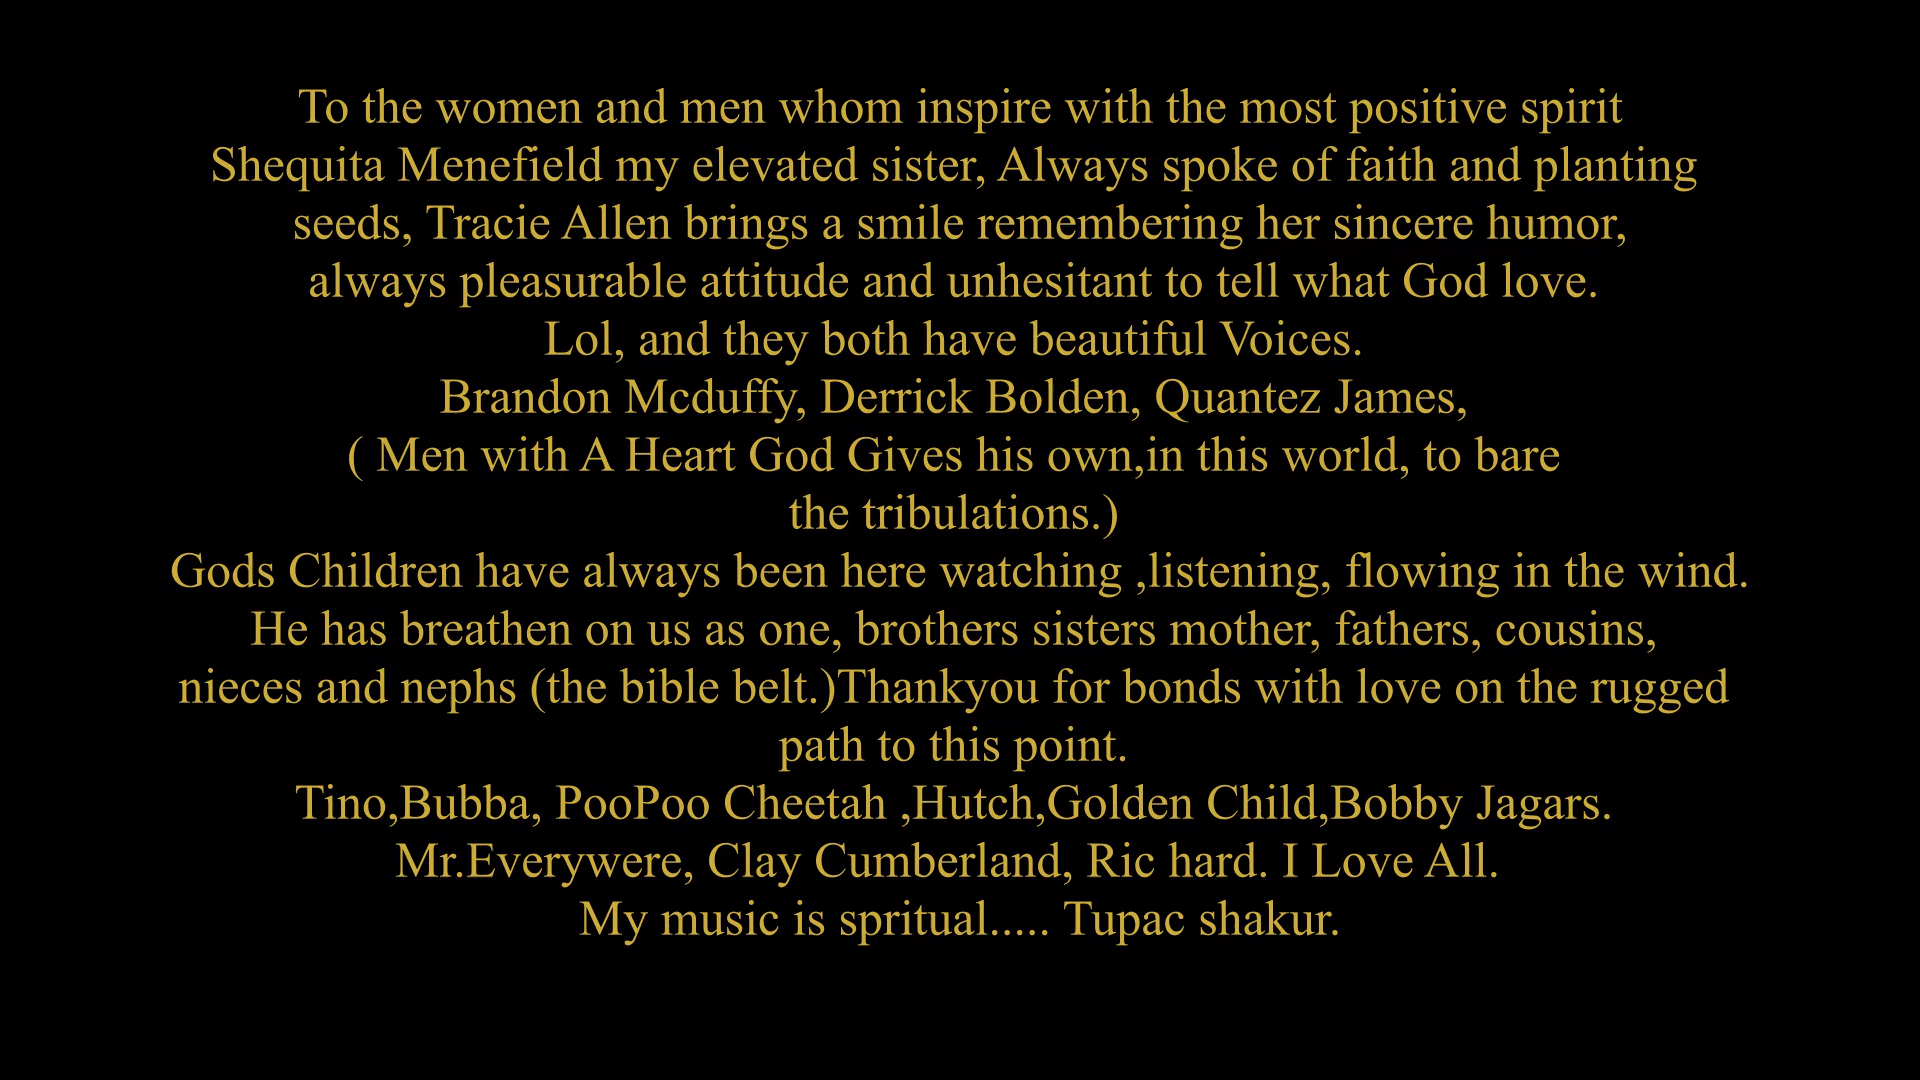 To the women and men whom inspire with the most positive spirit
Shequita Menefield my elevated sister, Always spoke of faith and planting
seeds, Tracie Allen brings a smile remembering her sincere humor,
always pleasurable attitude and unhesitant to tell what God love.
Lol, and they both have beautiful Voices.
Brandon Mcduffy, Derrick Bolden, Quantez James,
( Men with A Heart God Gives his own,in this world, to bare
the tribulations.)
Gods Children have always been here watching ,listening, flowing in the wind.
He has breathen on us as one, brothers sisters mother, fathers, cousins,
nieces and nephs (the bible belt.)Thankyou for bonds with love on the rugged
path to this point.
Tino,Bubba, PooPoo Cheetah ,Hutch,Golden Child,Bobby Jagars.
Mr.Everywere, Clay Cumberland, Ric hard. I Love All.
My music is spritual..... Tupac shakur.